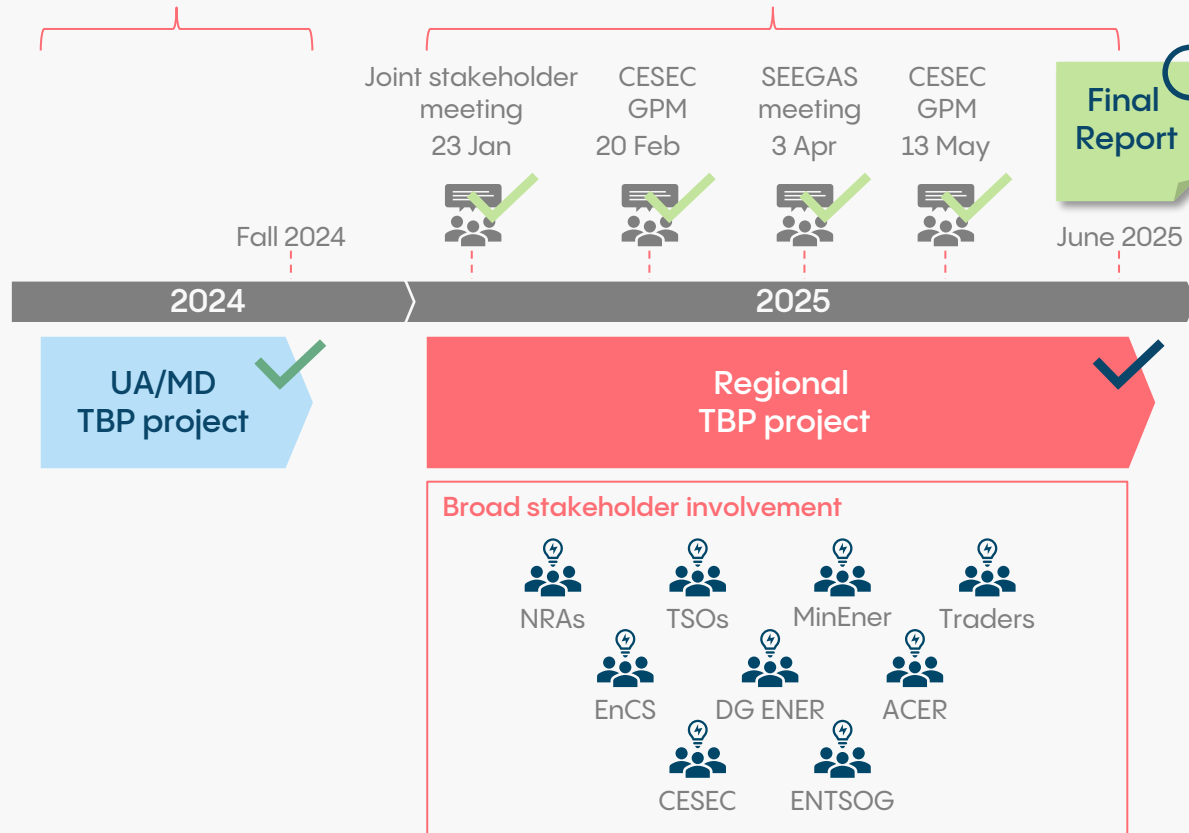 Joint stakeholder
meeting
23 Jan
CESEC
GPM
20 Feb
SEEGAS
meeting
3 Apr
CESEC
GPM
13 May
Final
Report
Fall 2024
June 2025
2024
2025
UA/MD
TBP project
Regional
TBP project
Broad stakeholder involvement
NRAs
TSOs
MinEner
Traders
EnCS
DG ENER
ACER
CESEC
ENTSOG